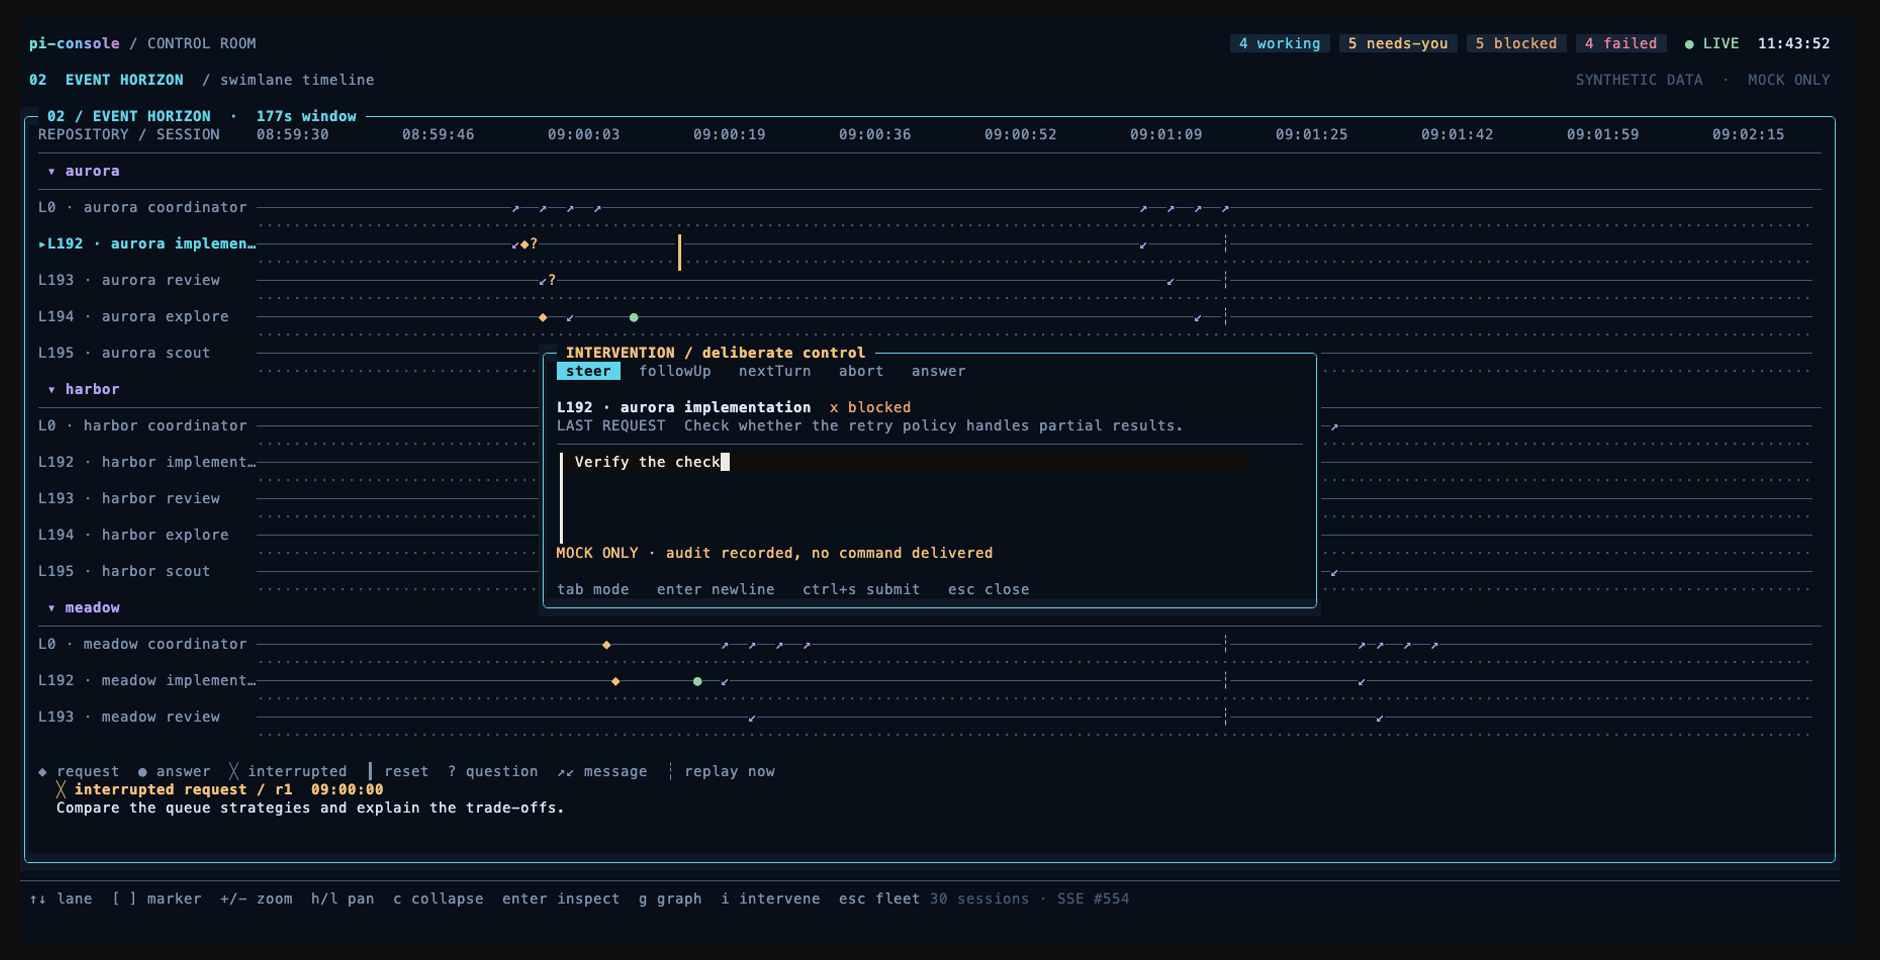 pi-console / CONTROL ROOM 4 working 5 needs-you 5 blocked 4 failed ● LIVE 11:43:52
02 EVENT HORIZON / swimlane timeline SYNTHETIC DATA · MOCK ONLY
02 / EVENT HORIZON · 177s window
REPOSITORY / SESSION 08:59:30 08:59:46 09:00:03 09:00:19 09:00:36 09:00:52 09:01:09 09:01:25 09:01:42 09:01:59 09:02:15
▾ aurora
L0 · aurora coordinator
▸L192 · aurora implemen… ?
L193 · aurora review ?
L194 · aurora explore
L195 · aurora scout
▾ harbor
L0 · harbor coordinator
L192 · harbor implement…
L193 · harbor review
L194 · harbor explore
L195 · harbor scout
▾ meadow
L0 · meadow coordinator
L192 · meadow implement…
L193 · meadow review
INTERVENTION / deliberate control
steer followUp nextTurn abort answer
L192 · aurora implementation x blocked
LAST REQUEST Check whether the retry policy handles partial results.
Verify the check
MOCK ONLY · audit recorded, no command delivered
tab mode enter newline ctrl+s submit esc close
◆ request ● answer ╳ interrupted ┃ reset ? question ↗↙ message ┆ replay now
╳ interrupted request / r1 09:00:00
Compare the queue strategies and explain the trade-offs.
↑↓ lane [ ] marker +/- zoom h/l pan c collapse enter inspect g graph i intervene esc fleet 30 sessions · SSE #554